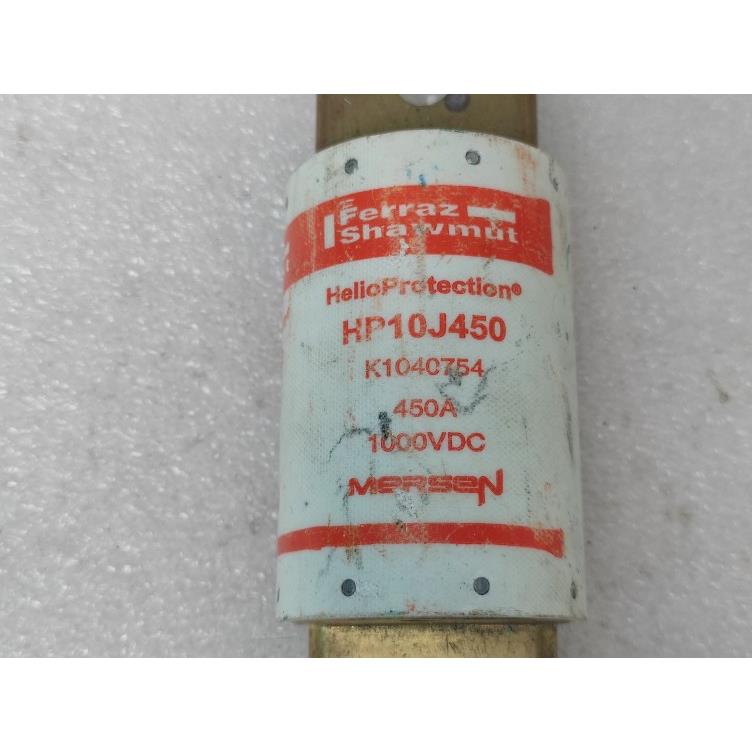 Ferraz
Shawmut
HelioProtection®
HP10J450
K1040754
450A
1000VDC
MERSEN